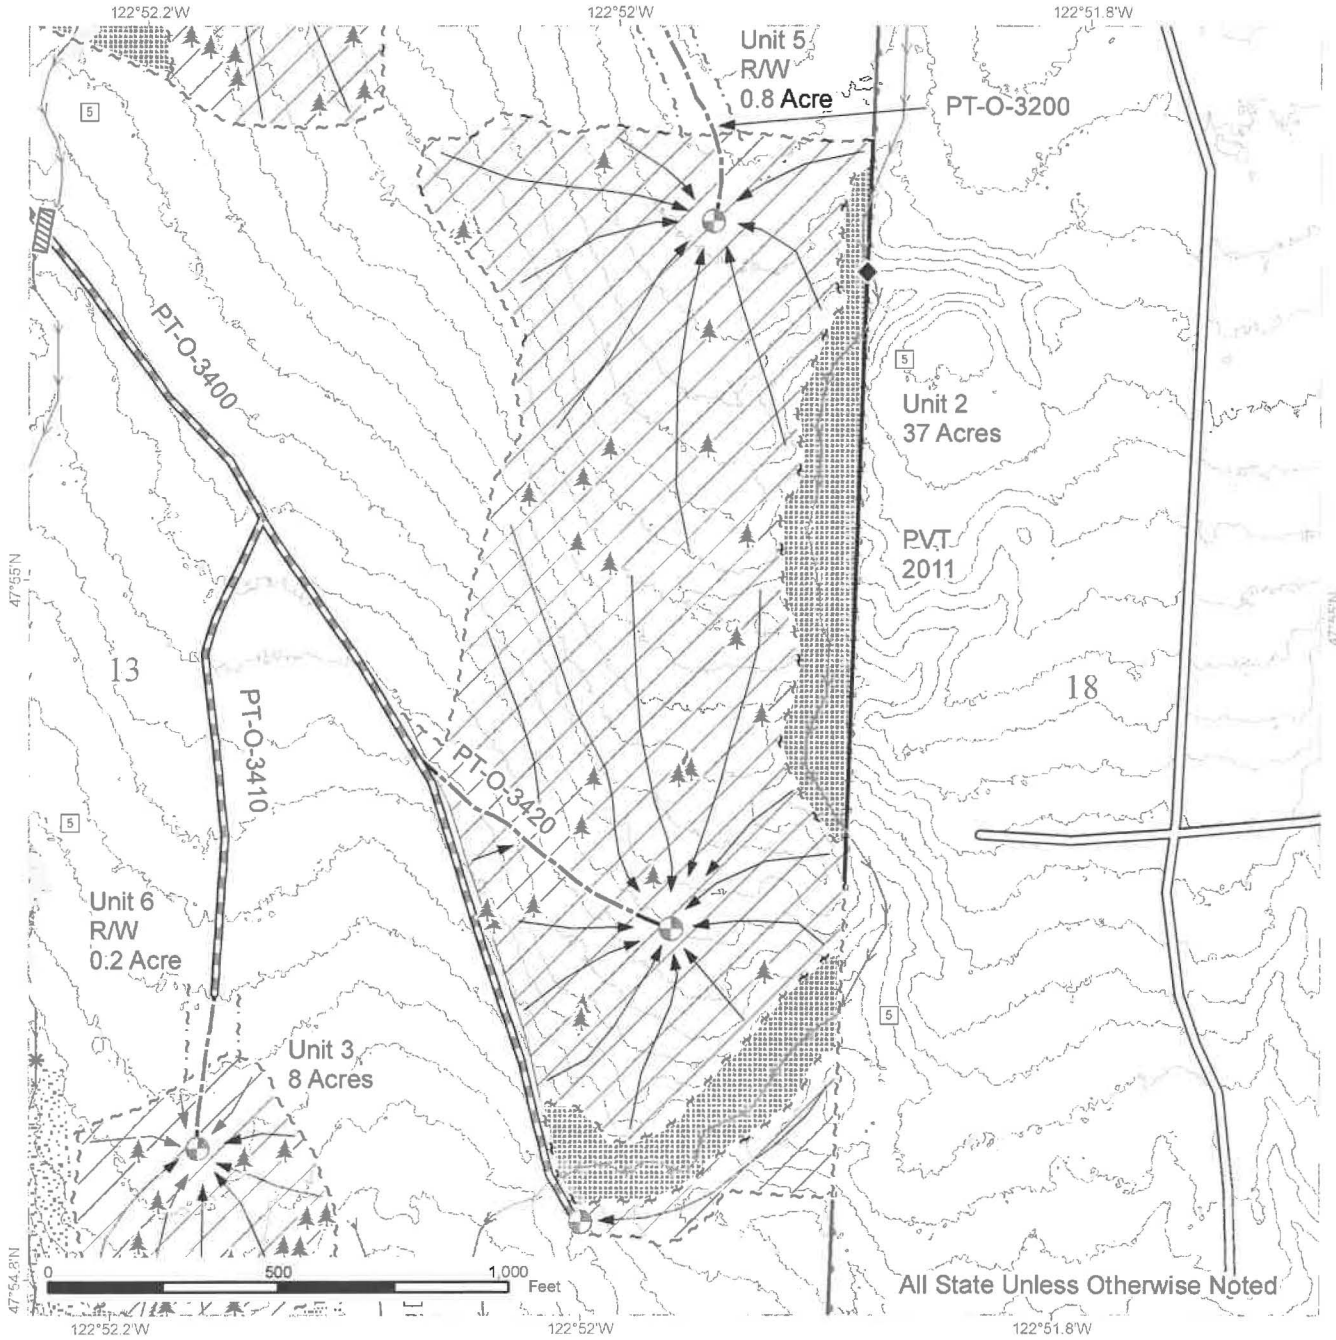 122°52.2'W
122°52'W
122°51.8'W
Unit 5
R/W
0.8 Acre
PT-O-3200
5
PT-O-3400
5
Unit 2
37 Acres
PVT
2011
47°55'N
47°55'N
13
18
PT-O-3410
PT-O-3420
5
Unit 6
R/W
0.2 Acre
5
Unit 3
8 Acres
47°54.8'N
0
500
1,000
Feet
All State Unless Otherwise Noted
122°52.2'W
122°52'W
122°51.8'W